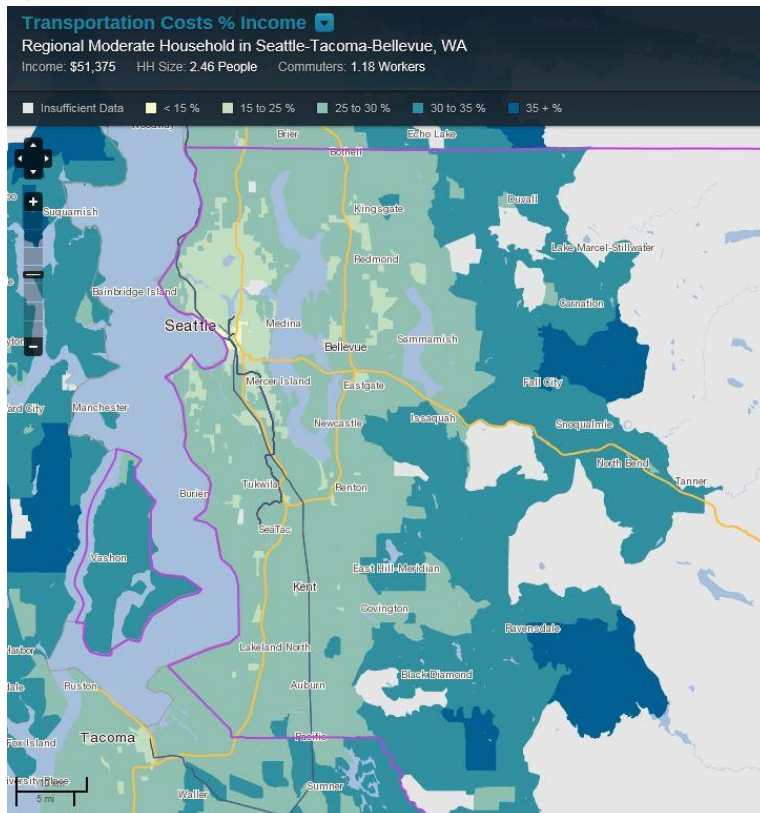 Transportation Costs % Income
Regional Moderate Household in Seattle-Tacoma-Bellevue, WA
Income: $51,375 HH Size: 2.46 People Commuters: 1.18 Workers
Insufficient Data < 15 % 15 to 25 % 25 to 30 % 30 to 35 % 35 + %
Brier
Echo Lake
Bothell
Suquamish
Kingsgate
Duvall
Lake Marcel-Stillwater
Redmond
Bainbridge Island
Carnation
Seattle
Medina
Sammamish
Bellevue
Mercer Island
Eastgate
Fall City
Manchester
Newcastle
Issaquah
Snoqualmie
North Bend
Tanner
Burien
Tukwila
Renton
SeaTac
Vashon
East Hill-Meridian
Kent
Covington
Ravensdale
Lakeland North
Black Diamond
Ruston
Auburn
Tacoma
Pacific
Fox Island
Sumner
Waller
5 mi